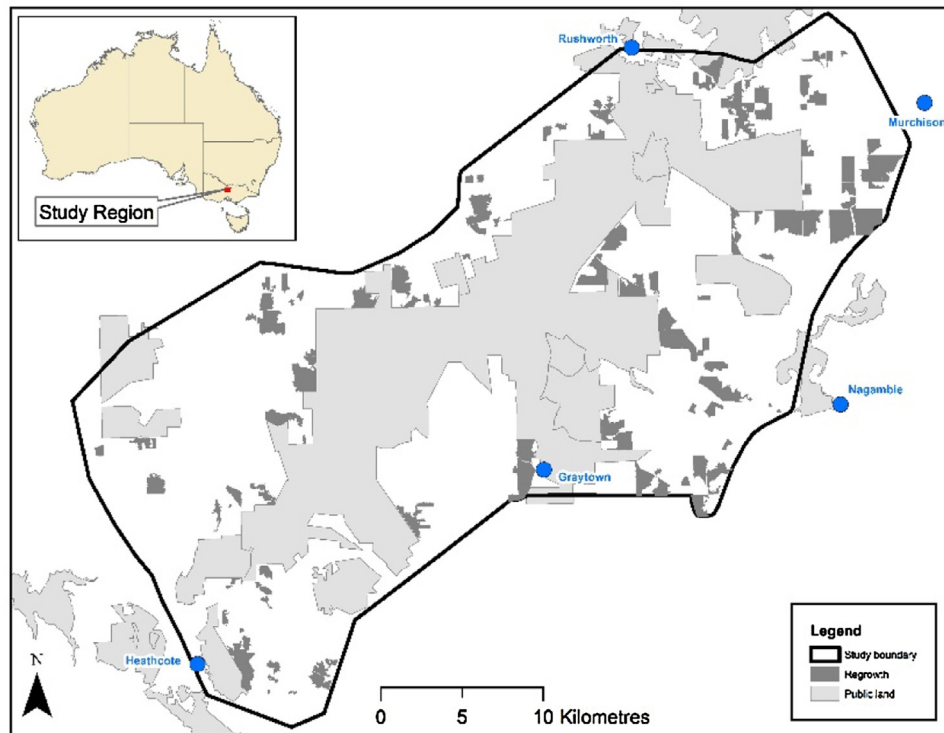 Study Region
Rushworth
Murchison
Nagambie
Graytown
Heathcote
N
0 5 10 Kilometres
Legend
Study boundary
Regrowth
Public land